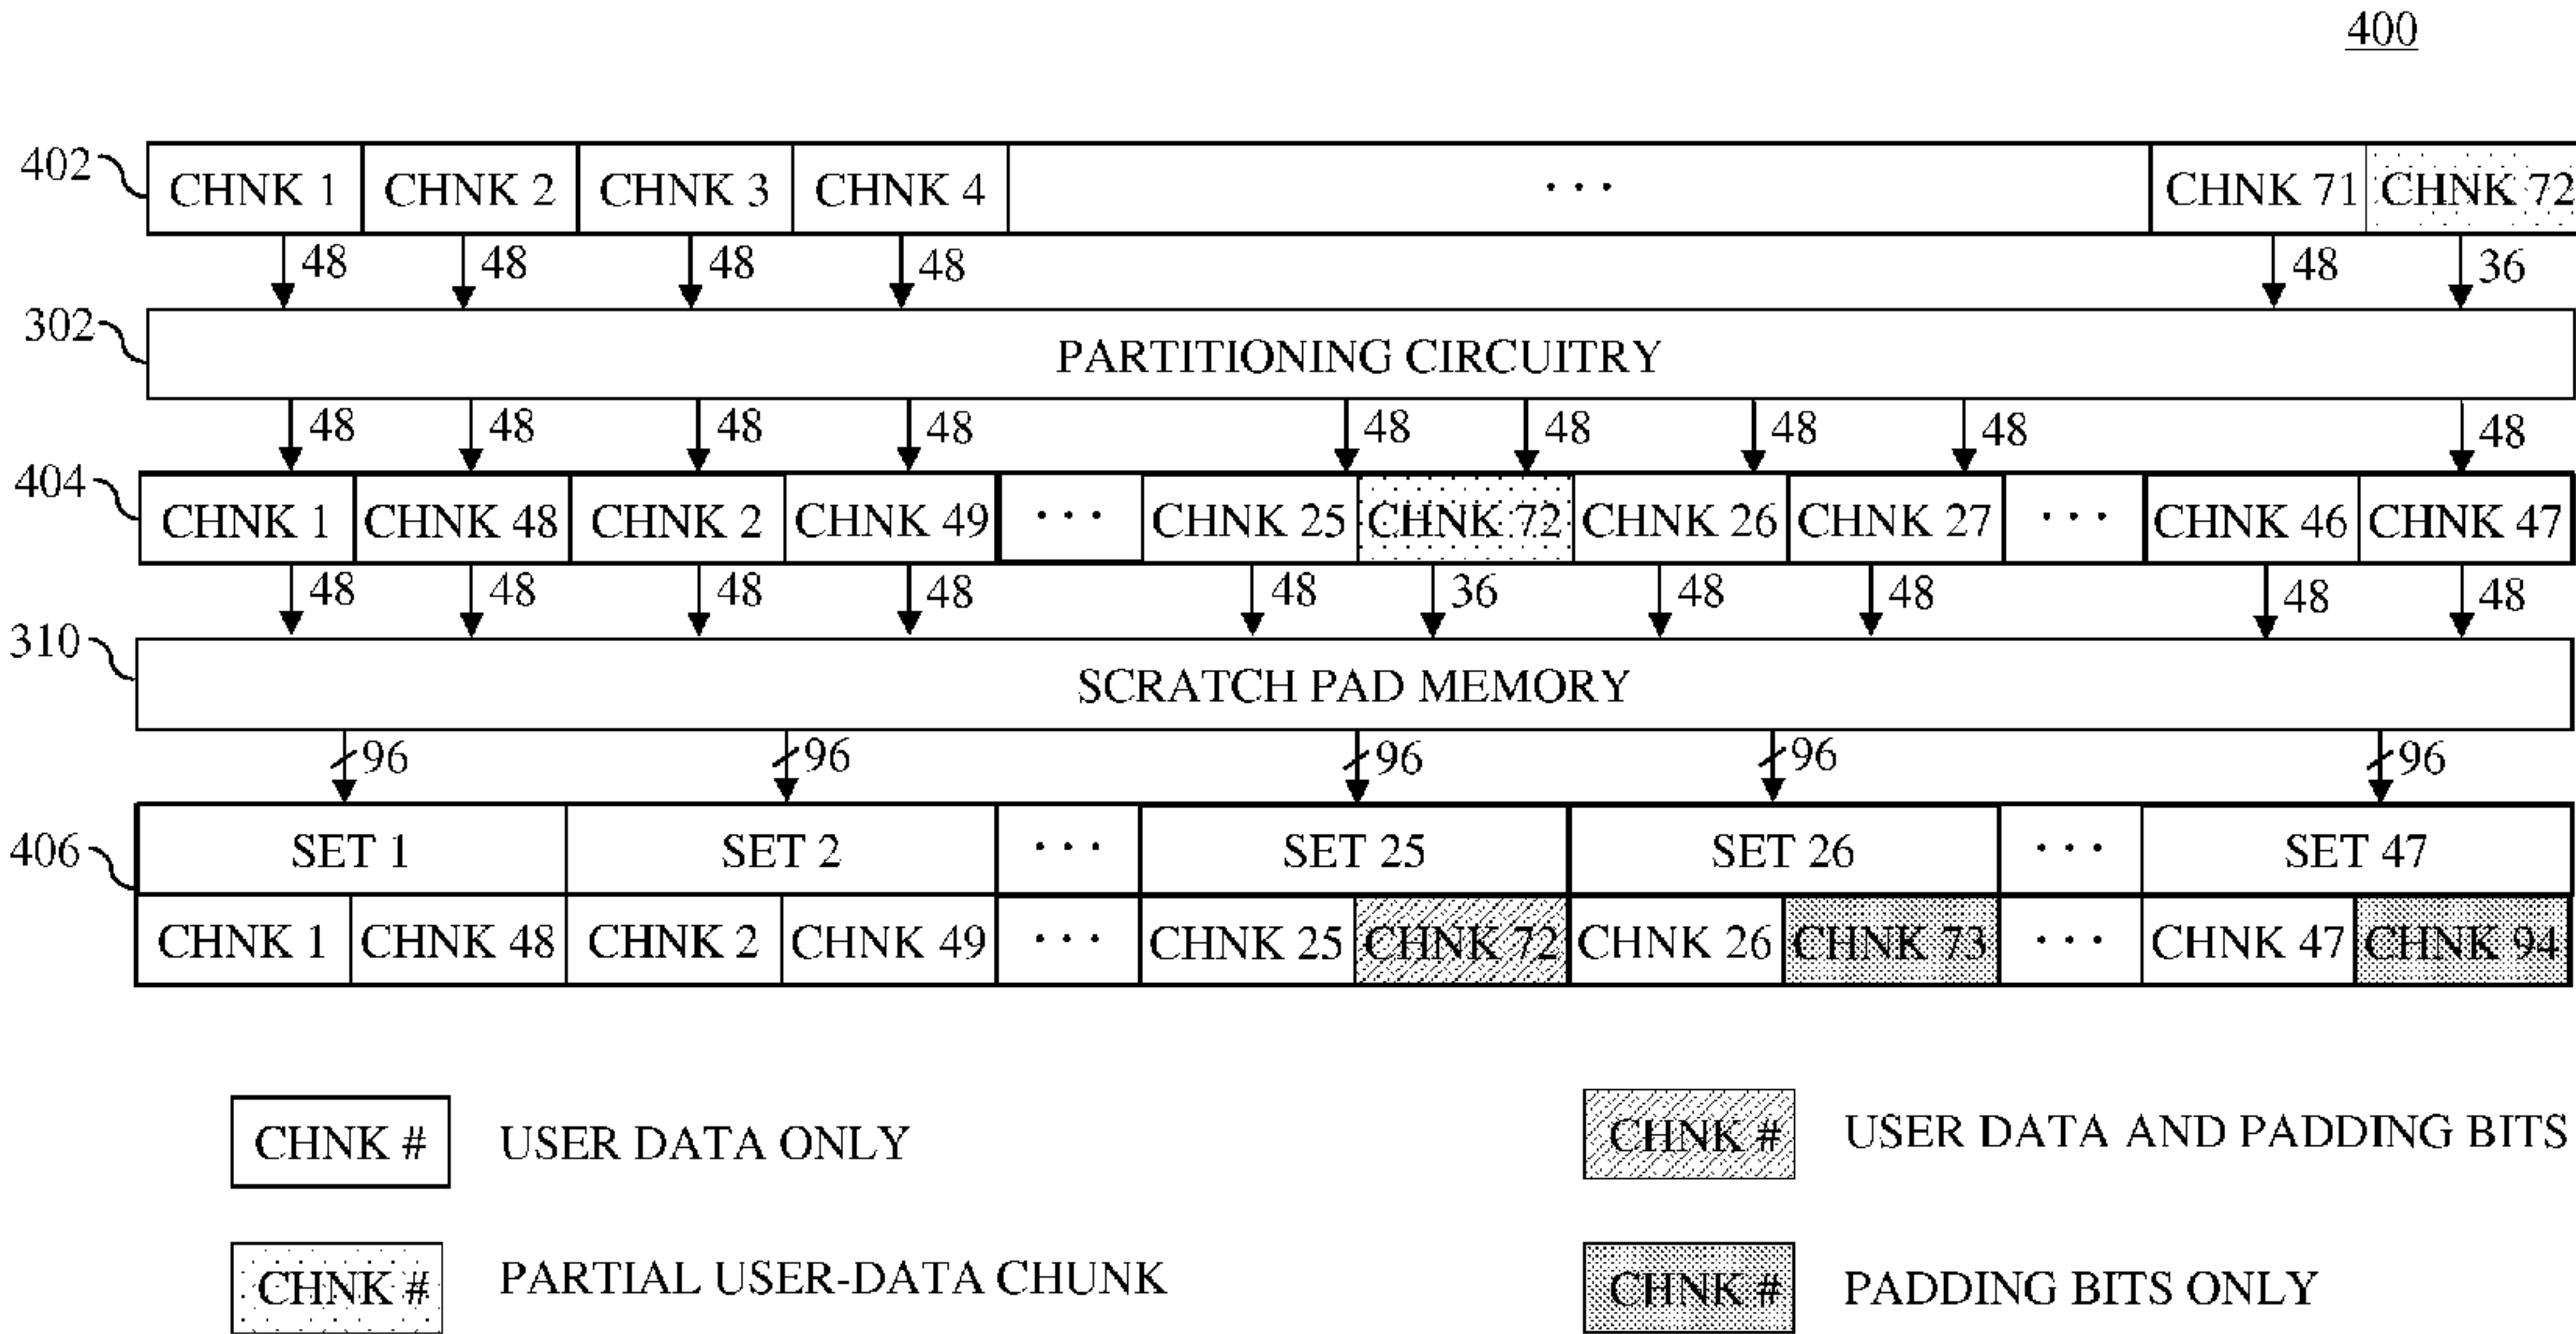 400
402 CHNK 1 CHNK 2 CHNK 3 CHNK 4 ... CHNK 71 CHNK 72
48 48 48 48 48 36
302 PARTITIONING CIRCUITRY
48 48 48 48 48 48 48 48 48
404 CHNK 1 CHNK 48 CHNK 2 CHNK 49 ... CHNK 25 CHNK 72 CHNK 26 CHNK 27 ... CHNK 46 CHNK 47
48 48 48 48 48 36 48 48 48 48
310 SCRATCH PAD MEMORY
96 96 96 96 96
406 SET 1 SET 2 ... SET 25 SET 26 ... SET 47
CHNK 1 CHNK 48 CHNK 2 CHNK 49 ... CHNK 25 CHNK 72 CHNK 26 CHNK 73 ... CHNK 47 CHNK 94
CHNK # USER DATA ONLY CHNK # USER DATA AND PADDING BITS
CHNK # PARTIAL USER-DATA CHUNK CHNK # PADDING BITS ONLY